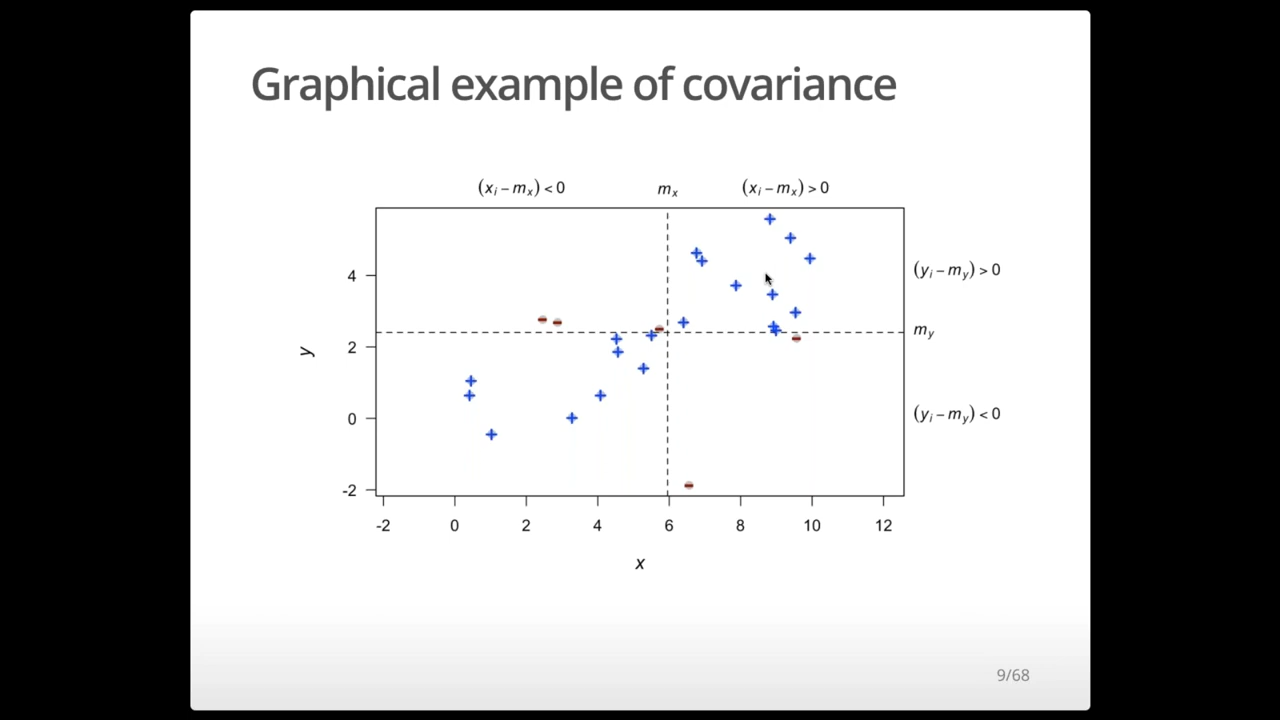 Graphical example of covariance
(xᵢ – mₓ) < 0 mₓ (xᵢ – mₓ) > 0
4 (yᵢ – m_y) > 0
m_y
y 2
0 (yᵢ – m_y) < 0
-2
-2 0 2 4 6 8 10 12
x
9/68